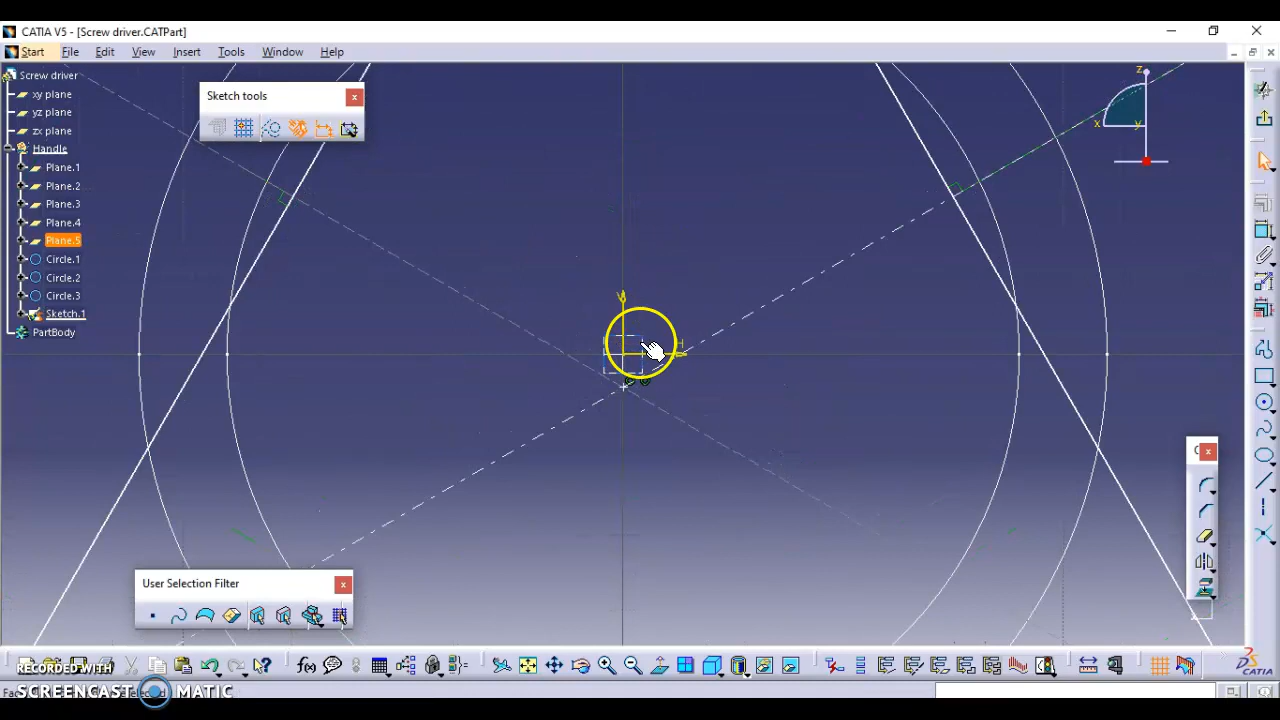 CATIA V5 - [Screw driver.CATPart]
Start File Edit View Insert Tools Window Help
Screw driver
xy plane
yz plane
zx plane
Handle
Plane.1
Plane.2
Plane.3
Plane.4
Plane.5
Circle.1
Circle.2
Circle.3
Sketch.1
PartBody
Sketch tools
z
x
y
V
H
User Selection Filter
f(x)
RECORDED WITH
SCREENCAST MATIC
CATIA